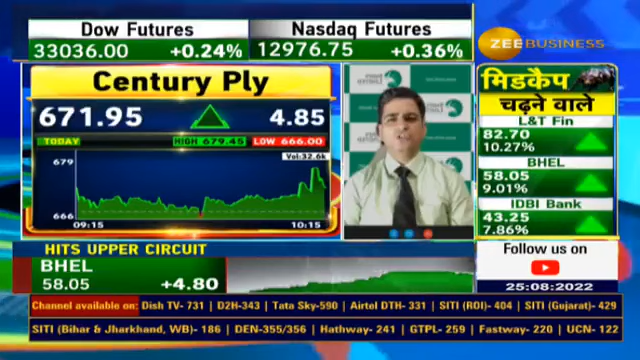 Dow Futures
33036.00 +0.24%
Nasdaq Futures
12976.75 +0.36%
ZEE BUSINESS
Century Ply
671.95 4.85
TODAY HIGH 679.45 LOW 666.00
Vol:32.6k
679
666
09:15 10:15
मिडकैप
चढ़ने वाले
L&T Fin
82.70
10.27%
BHEL
58.05
9.01%
IDBI Bank
43.25
7.86%
HITS UPPER CIRCUIT
BHEL
58.05 +4.80
Follow us on
25:08:2022
Channel available on: Dish TV- 731 | D2H-343 | Tata Sky-590 | Airtel DTH- 331 | SITI (ROI)- 404 | SITI (Gujarat)- 429
SITI (Bihar & Jharkhand, WB)- 186 | DEN-355/356 | Hathway- 241 | GTPL- 259 | Fastway- 220 | UCN- 122